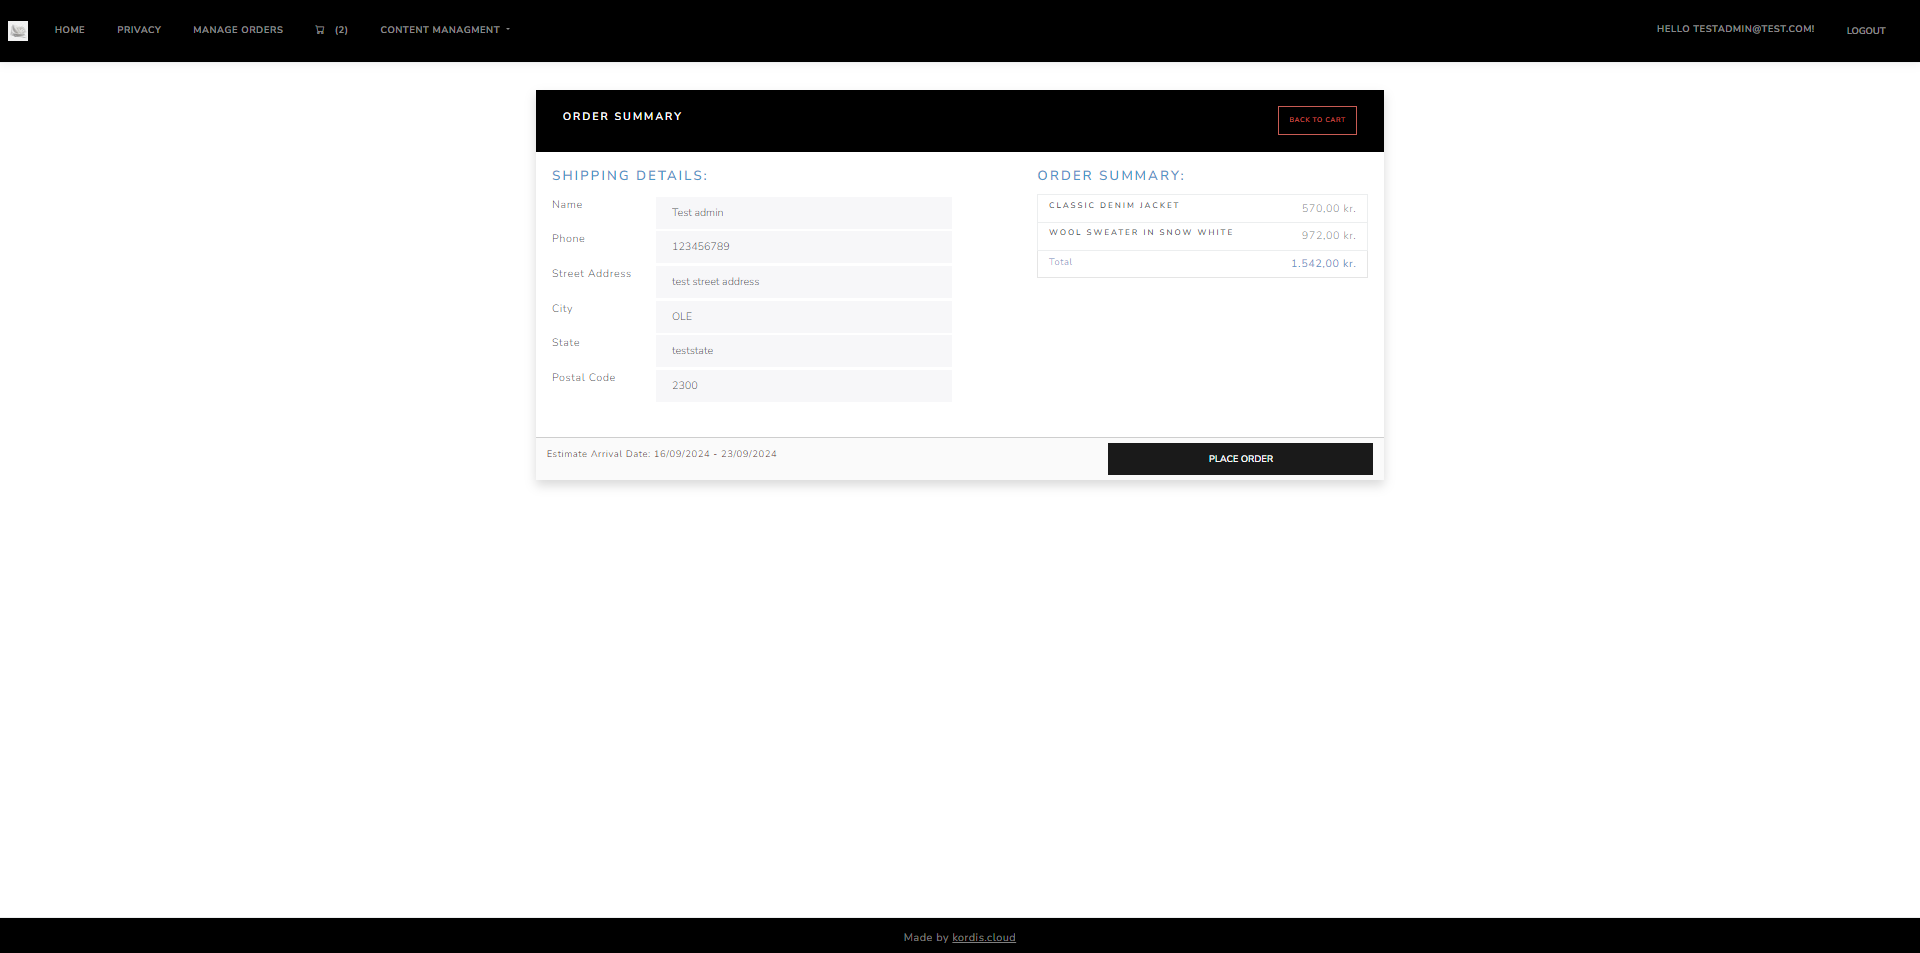 HOME PRIVACY MANAGE ORDERS (2) CONTENT MANAGMENT HELLO TESTADMIN@TEST.COM! LOGOUT
ORDER SUMMARY BACK TO CART
SHIPPING DETAILS:
Name Test admin
Phone 123456789
Street Address test street address
City OLE
State teststate
Postal Code 2300
ORDER SUMMARY:
CLASSIC DENIM JACKET 570,00 kr.
WOOL SWEATER IN SNOW WHITE 972,00 kr.
Total 1.542,00 kr.
Estimate Arrival Date: 16/09/2024 - 23/09/2024 PLACE ORDER
Made by kordis.cloud